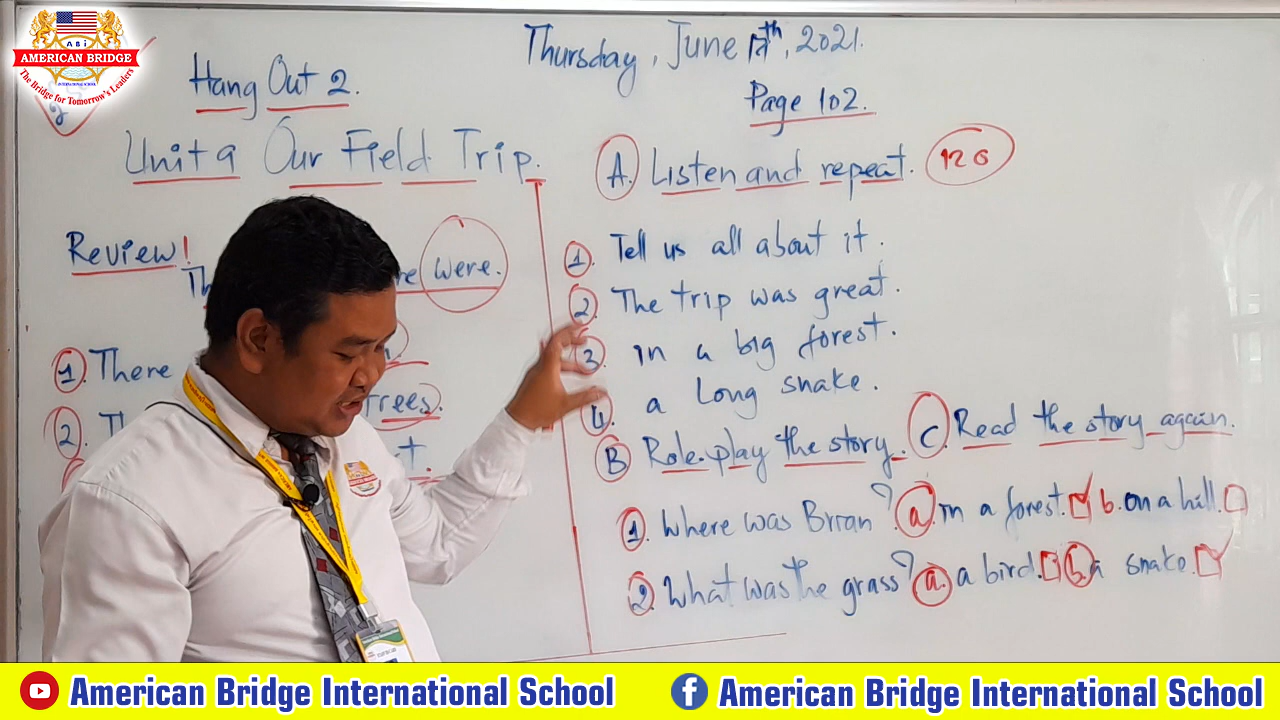 ABi
AMERICAN BRIDGE
INTERNATIONAL SCHOOL
The Bridge for Tomorrow's Leaders
Hang Out 2.
Unit 9 Our Field Trip.
Review!
were.
1. There
2.
Trees.
Thursday, June 17th, 2021.
Page 102.
A. Listen and repeat. 126
1. Tell us all about it.
2. The trip was great.
3 in a big forest.
4 a Long snake.
B Role-play the story. C. Read the story again.
1. Where was Brian? a. in a forest. b. on a hill.
2. What was the grass? a. a bird. b. a snake.
American Bridge International School
f American Bridge International School